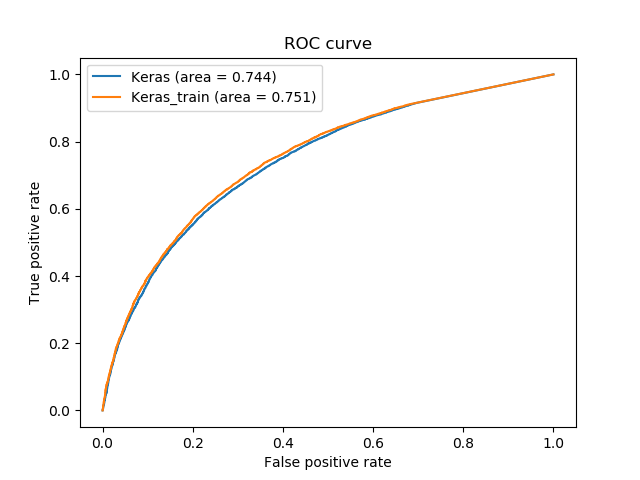 ROC curve
Keras (area = 0.744)
Keras_train (area = 0.751)
True positive rate
1.0
0.8
0.6
0.4
0.2
0.0
0.0 0.2 0.4 0.6 0.8 1.0
False positive rate